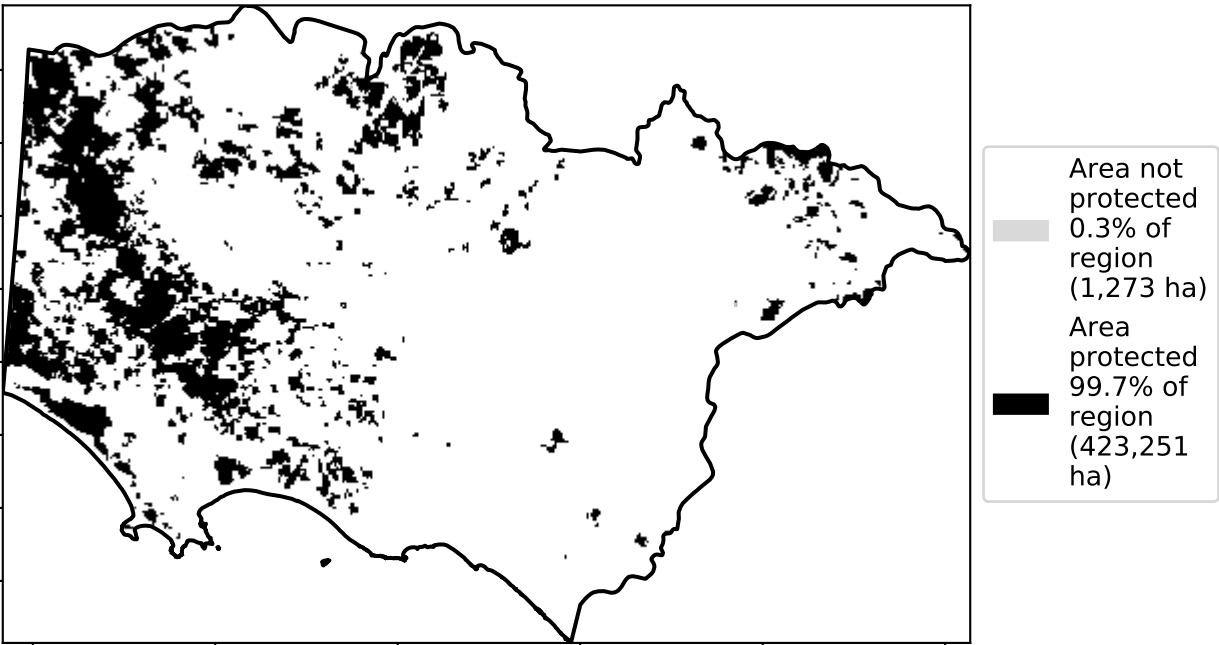 Area not
protected
0.3% of
region
(1,273 ha)
Area
protected
99.7% of
region
(423,251
ha)